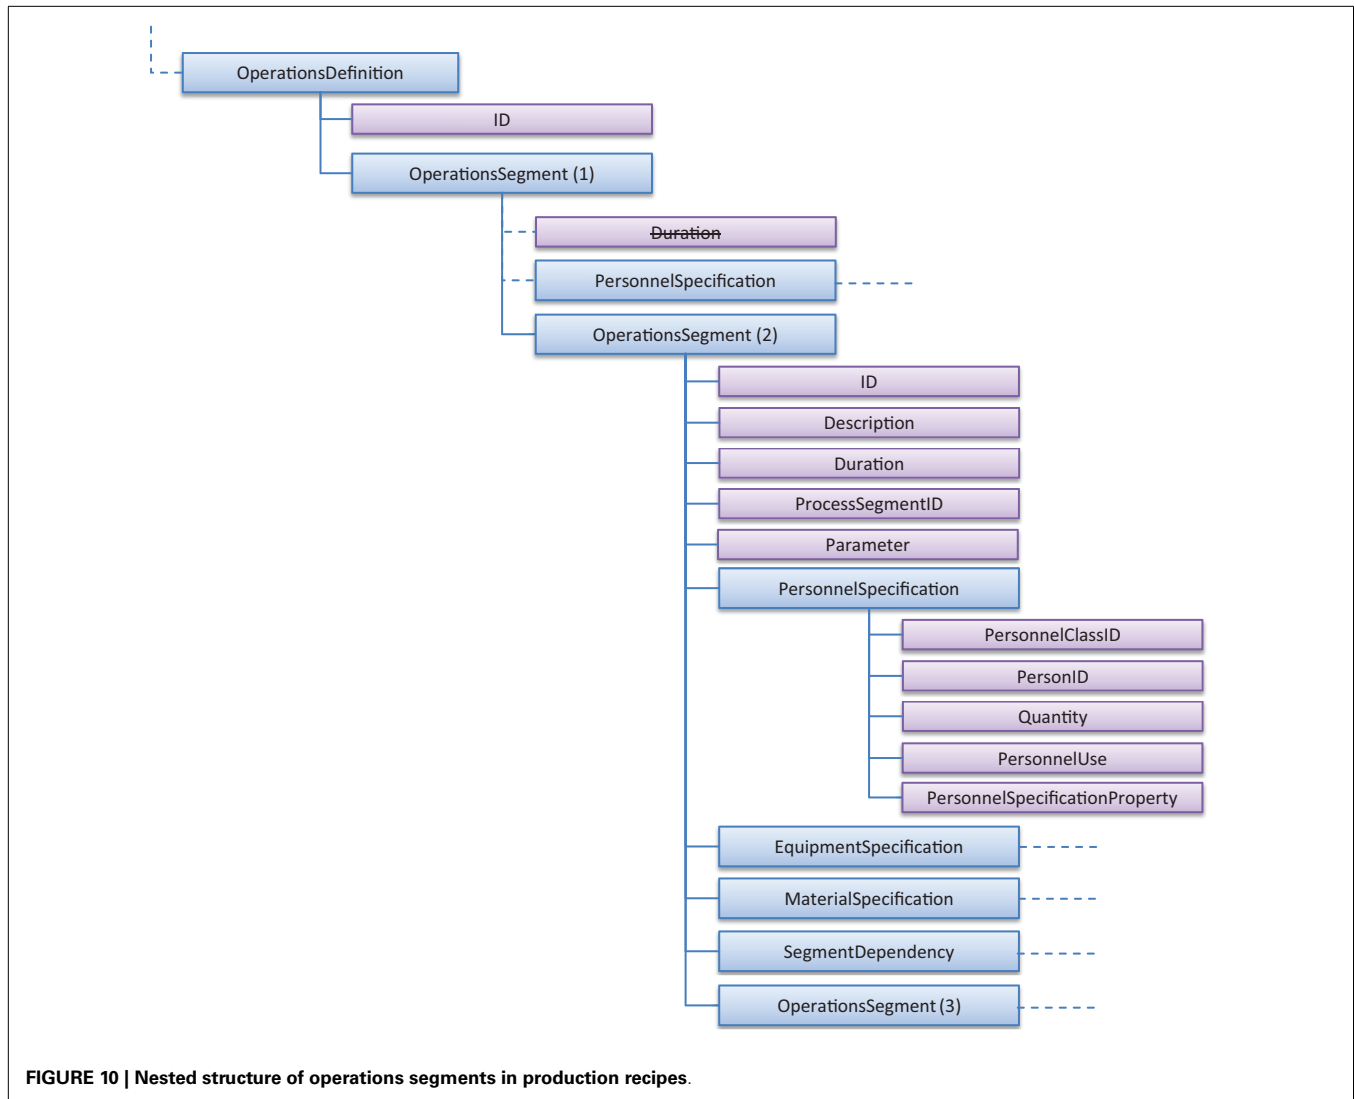 OperationsDefinition
ID
OperationsSegment (1)
Duration
PersonnelSpecification
OperationsSegment (2)
ID
Description
Duration
ProcessSegmentID
Parameter
PersonnelSpecification
PersonnelClassID
PersonID
Quantity
PersonnelUse
PersonnelSpecificationProperty
EquipmentSpecification
MaterialSpecification
SegmentDependency
OperationsSegment (3)
FIGURE 10 | Nested structure of operations segments in production recipes.